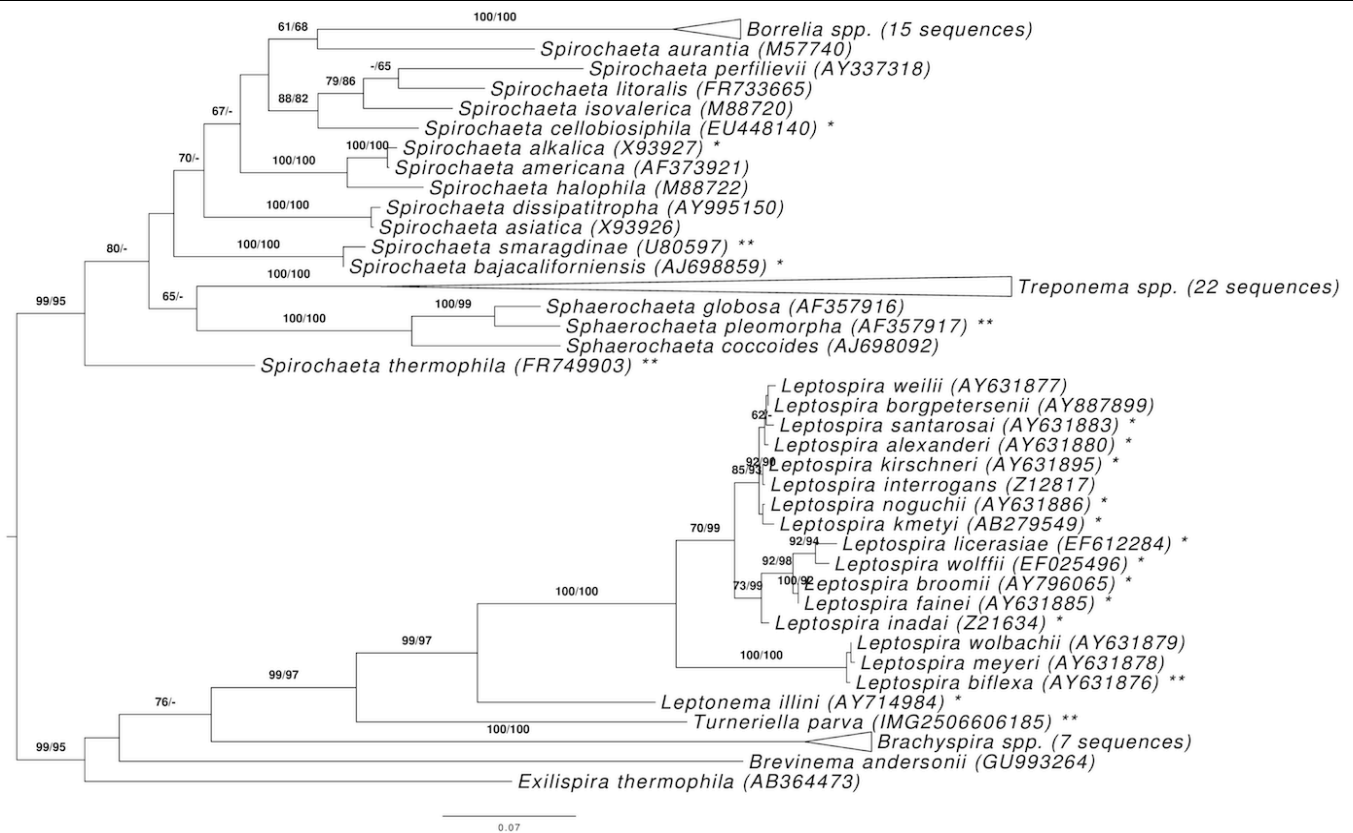 100/100
61/68
Borrelia spp. (15 sequences)
Spirochaeta aurantia (M57740)
-/65
Spirochaeta perfilievii (AY337318)
79/86
Spirochaeta litoralis (FR733665)
88/82
Spirochaeta isovalerica (M88720)
67/-
Spirochaeta cellobiosiphila (EU448140) *
100/100
Spirochaeta alkalica (X93927) *
70/-
100/100
Spirochaeta americana (AF373921)
Spirochaeta halophila (M88722)
100/100
Spirochaeta dissipatitropha (AY995150)
Spirochaeta asiatica (X93926)
80/-
100/100
Spirochaeta smaragdinae (U80597) **
Spirochaeta bajacaliforniensis (AJ698859) *
100/100
Treponema spp. (22 sequences)
65/-
99/95
100/99
Sphaerochaeta globosa (AF357916)
100/100
Sphaerochaeta pleomorpha (AF357917) **
Sphaerochaeta coccoides (AJ698092)
Spirochaeta thermophila (FR749903) **
Leptospira weilii (AY631877)
Leptospira borgpetersenii (AY887899)
62/-
Leptospira santarosai (AY631883) *
Leptospira alexanderi (AY631880) *
92/90
Leptospira kirschneri (AY631895) *
85/93
Leptospira interrogans (Z12817)
Leptospira noguchii (AY631886) *
Leptospira kmetyi (AB279549) *
70/99
92/94
Leptospira licerasiae (EF612284) *
92/98
Leptospira wolffii (EF025496) *
73/99
100/92
Leptospira broomii (AY796065) *
100/100
Leptospira fainei (AY631885) *
Leptospira inadai (Z21634) *
99/97
Leptospira wolbachii (AY631879)
100/100
Leptospira meyeri (AY631878)
99/97
Leptospira biflexa (AY631876) **
76/-
Leptonema illini (AY714984) *
Turneriella parva (IMG2506606185) **
100/100
Brachyspira spp. (7 sequences)
99/95
Brevinema andersonii (GU993264)
Exilispira thermophila (AB364473)
0.07